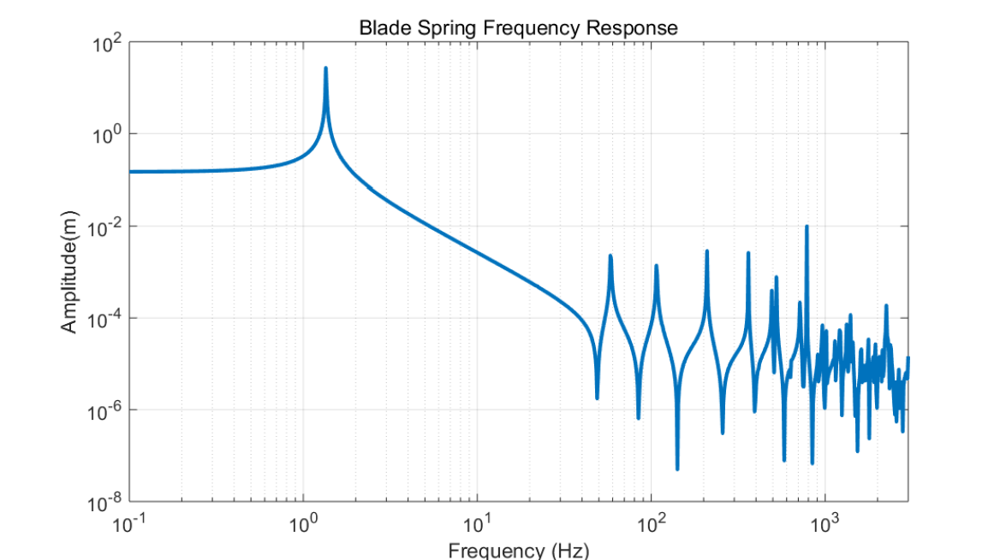 Blade Spring Frequency Response
10^2
10^0
10^-2
10^-4
10^-6
10^-8
Amplitude(m)
10^-1 10^0 10^1 10^2 10^3
Frequency (Hz)